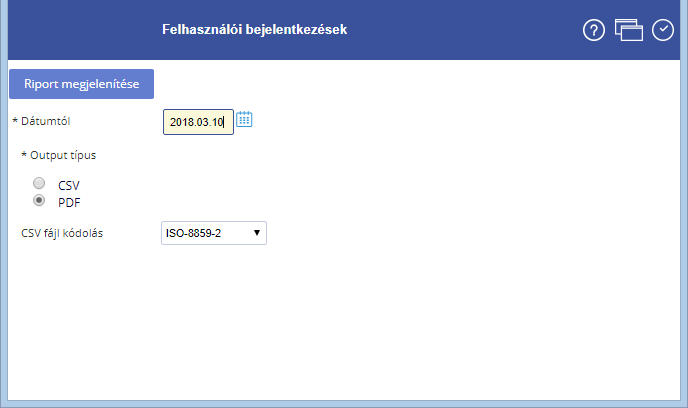 Felhasználói bejelentkezések
?
Riport megjelenítése
* Dátumtól 2018.03.10
* Output típus
CSV
PDF
CSV fájl kódolás ISO-8859-2